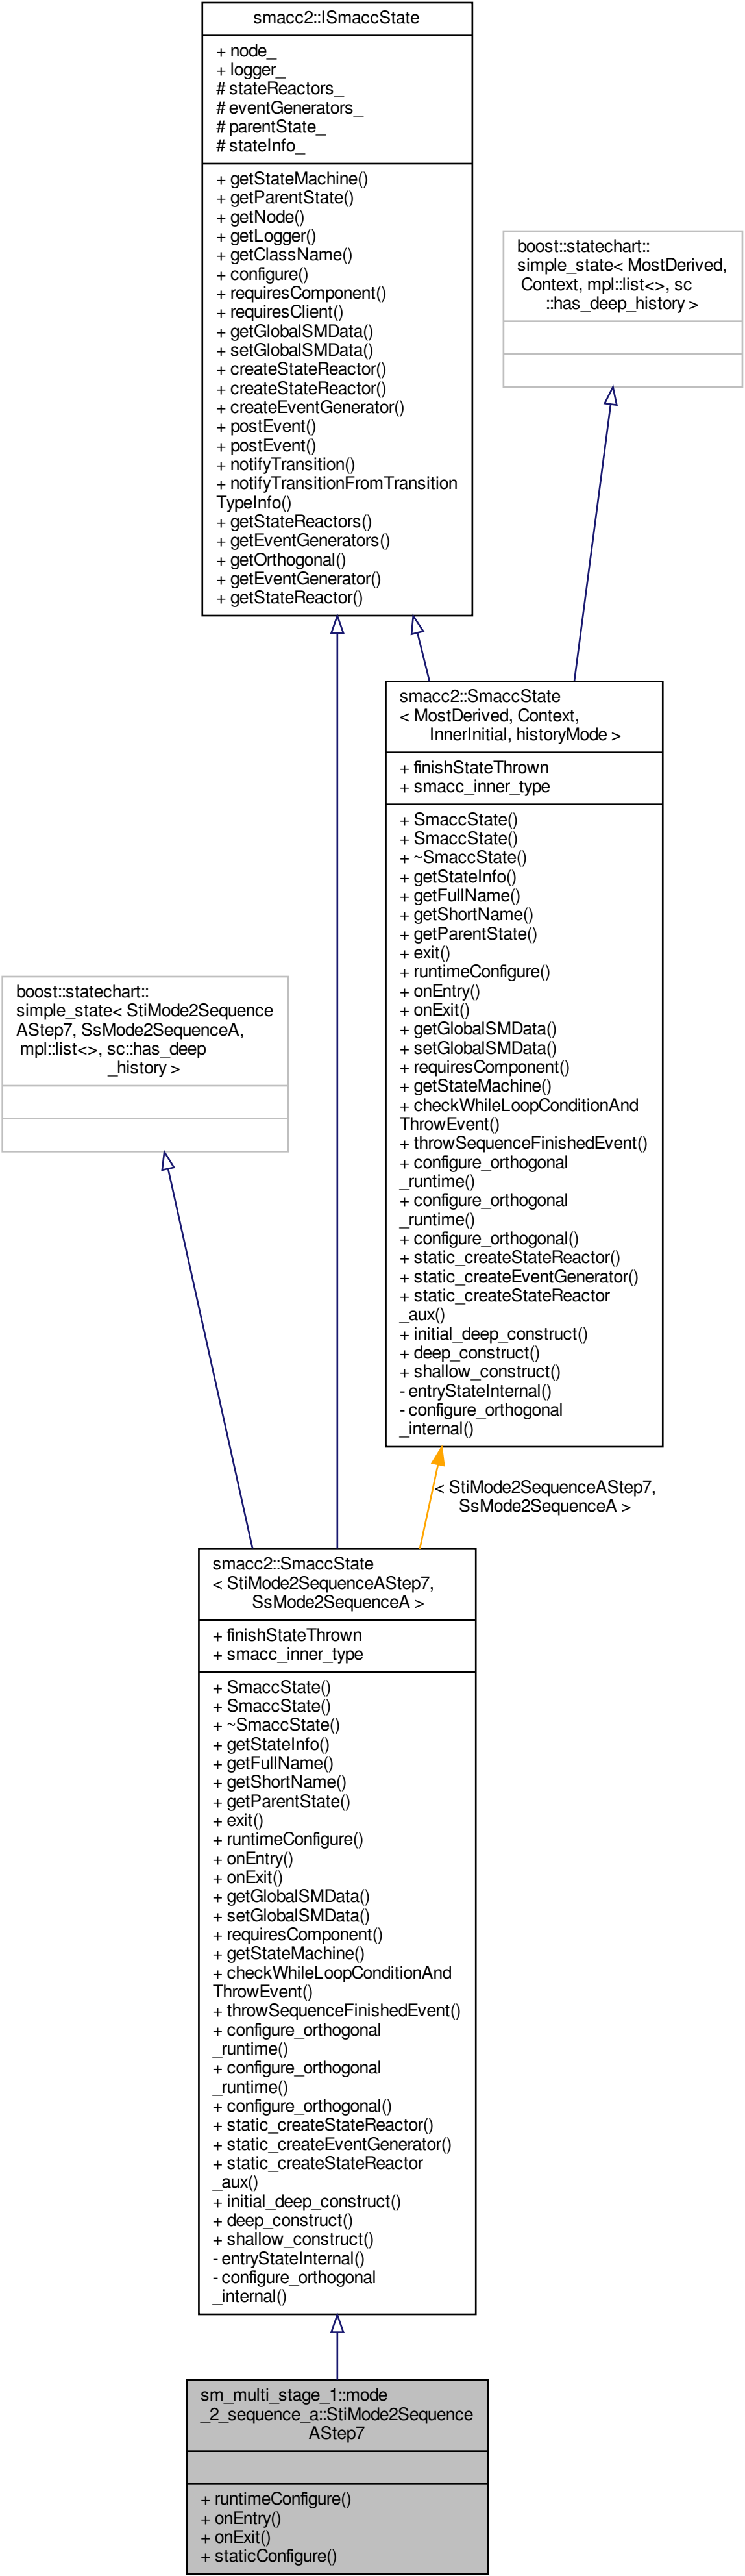 smacc2::ISmaccState
+ node_
+ logger_
# stateReactors_
# eventGenerators_
# parentState_
# stateInfo_
+ getStateMachine()
+ getParentState()
+ getNode()
+ getLogger()
+ getClassName()
+ configure()
+ requiresComponent()
+ requiresClient()
+ getGlobalSMData()
+ setGlobalSMData()
+ createStateReactor()
+ createStateReactor()
+ createEventGenerator()
+ postEvent()
+ postEvent()
+ notifyTransition()
+ notifyTransitionFromTransition
TypeInfo()
+ getStateReactors()
+ getEventGenerators()
+ getOrthogonal()
+ getEventGenerator()
+ getStateReactor()
boost::statechart::
simple_state< MostDerived,
Context, mpl::list<>, sc
::has_deep_history >
smacc2::SmaccState
< MostDerived, Context,
InnerInitial, historyMode >
+ finishStateThrown
+ smacc_inner_type
+ SmaccState()
+ SmaccState()
+ ~SmaccState()
+ getStateInfo()
+ getFullName()
+ getShortName()
+ getParentState()
+ exit()
+ runtimeConfigure()
+ onEntry()
+ onExit()
+ getGlobalSMData()
+ setGlobalSMData()
+ requiresComponent()
+ getStateMachine()
+ checkWhileLoopConditionAnd
ThrowEvent()
+ throwSequenceFinishedEvent()
+ configure_orthogonal
_runtime()
+ configure_orthogonal
_runtime()
+ configure_orthogonal()
+ static_createStateReactor()
+ static_createEventGenerator()
+ static_createStateReactor
_aux()
+ initial_deep_construct()
+ deep_construct()
+ shallow_construct()
- entryStateInternal()
- configure_orthogonal
_internal()
boost::statechart::
simple_state< StiMode2Sequence
AStep7, SsMode2SequenceA,
mpl::list<>, sc::has_deep
_history >
< StiMode2SequenceAStep7,
SsMode2SequenceA >
smacc2::SmaccState
< StiMode2SequenceAStep7,
SsMode2SequenceA >
+ finishStateThrown
+ smacc_inner_type
+ SmaccState()
+ SmaccState()
+ ~SmaccState()
+ getStateInfo()
+ getFullName()
+ getShortName()
+ getParentState()
+ exit()
+ runtimeConfigure()
+ onEntry()
+ onExit()
+ getGlobalSMData()
+ setGlobalSMData()
+ requiresComponent()
+ getStateMachine()
+ checkWhileLoopConditionAnd
ThrowEvent()
+ throwSequenceFinishedEvent()
+ configure_orthogonal
_runtime()
+ configure_orthogonal
_runtime()
+ configure_orthogonal()
+ static_createStateReactor()
+ static_createEventGenerator()
+ static_createStateReactor
_aux()
+ initial_deep_construct()
+ deep_construct()
+ shallow_construct()
- entryStateInternal()
- configure_orthogonal
_internal()
sm_multi_stage_1::mode
_2_sequence_a::StiMode2Sequence
AStep7
+ runtimeConfigure()
+ onEntry()
+ onExit()
+ staticConfigure()